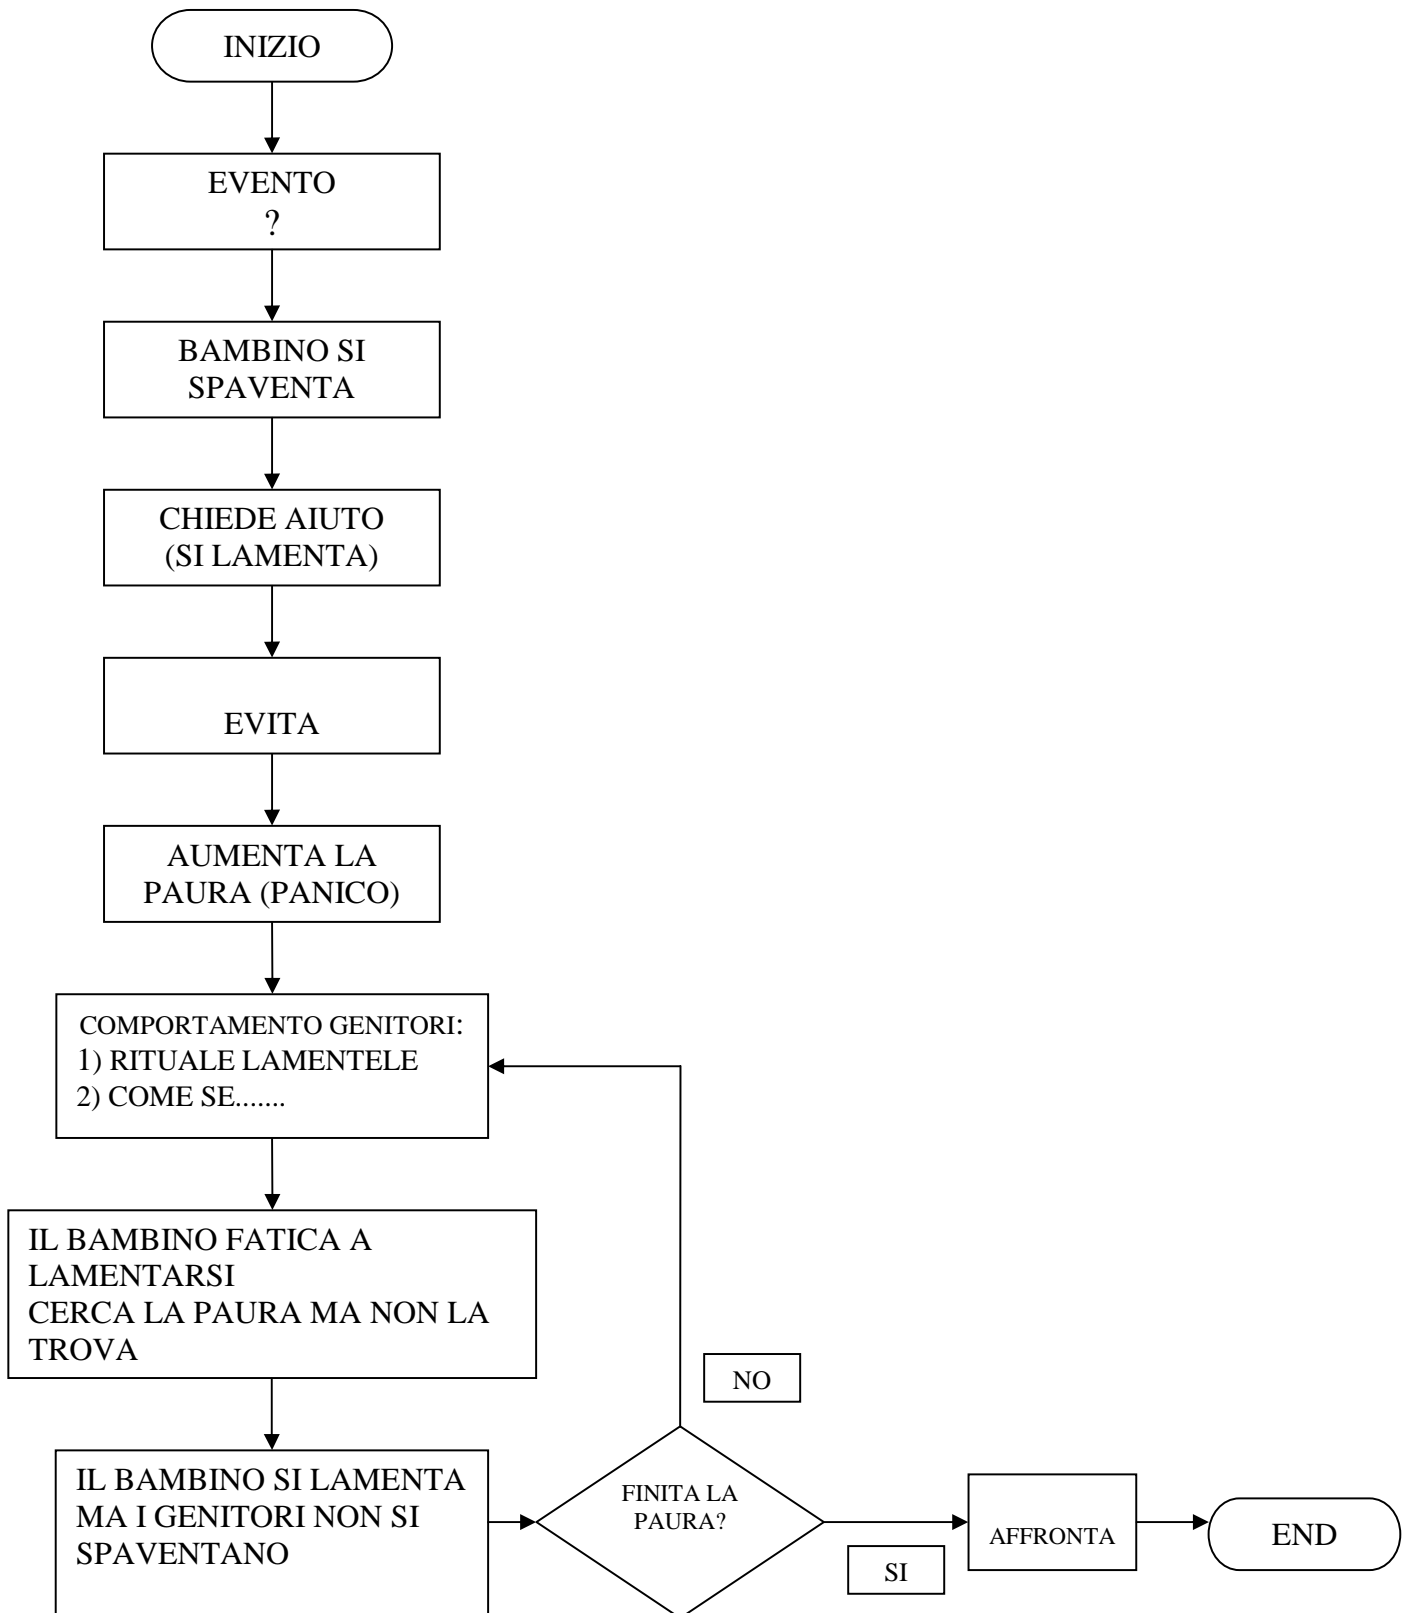 INIZIO
EVENTO
?
BAMBINO SI
SPAVENTA
CHIEDE AIUTO
(SI LAMENTA)
EVITA
AUMENTA LA
PAURA (PANICO)
COMPORTAMENTO GENITORI:
1) RITUALE LAMENTELE
2) COME SE.......
IL BAMBINO FATICA A
LAMENTARSI
CERCA LA PAURA MA NON LA
TROVA
NO
IL BAMBINO SI LAMENTA
MA I GENITORI NON SI
SPAVENTANO
FINITA LA
PAURA?
SI
AFFRONTA
END